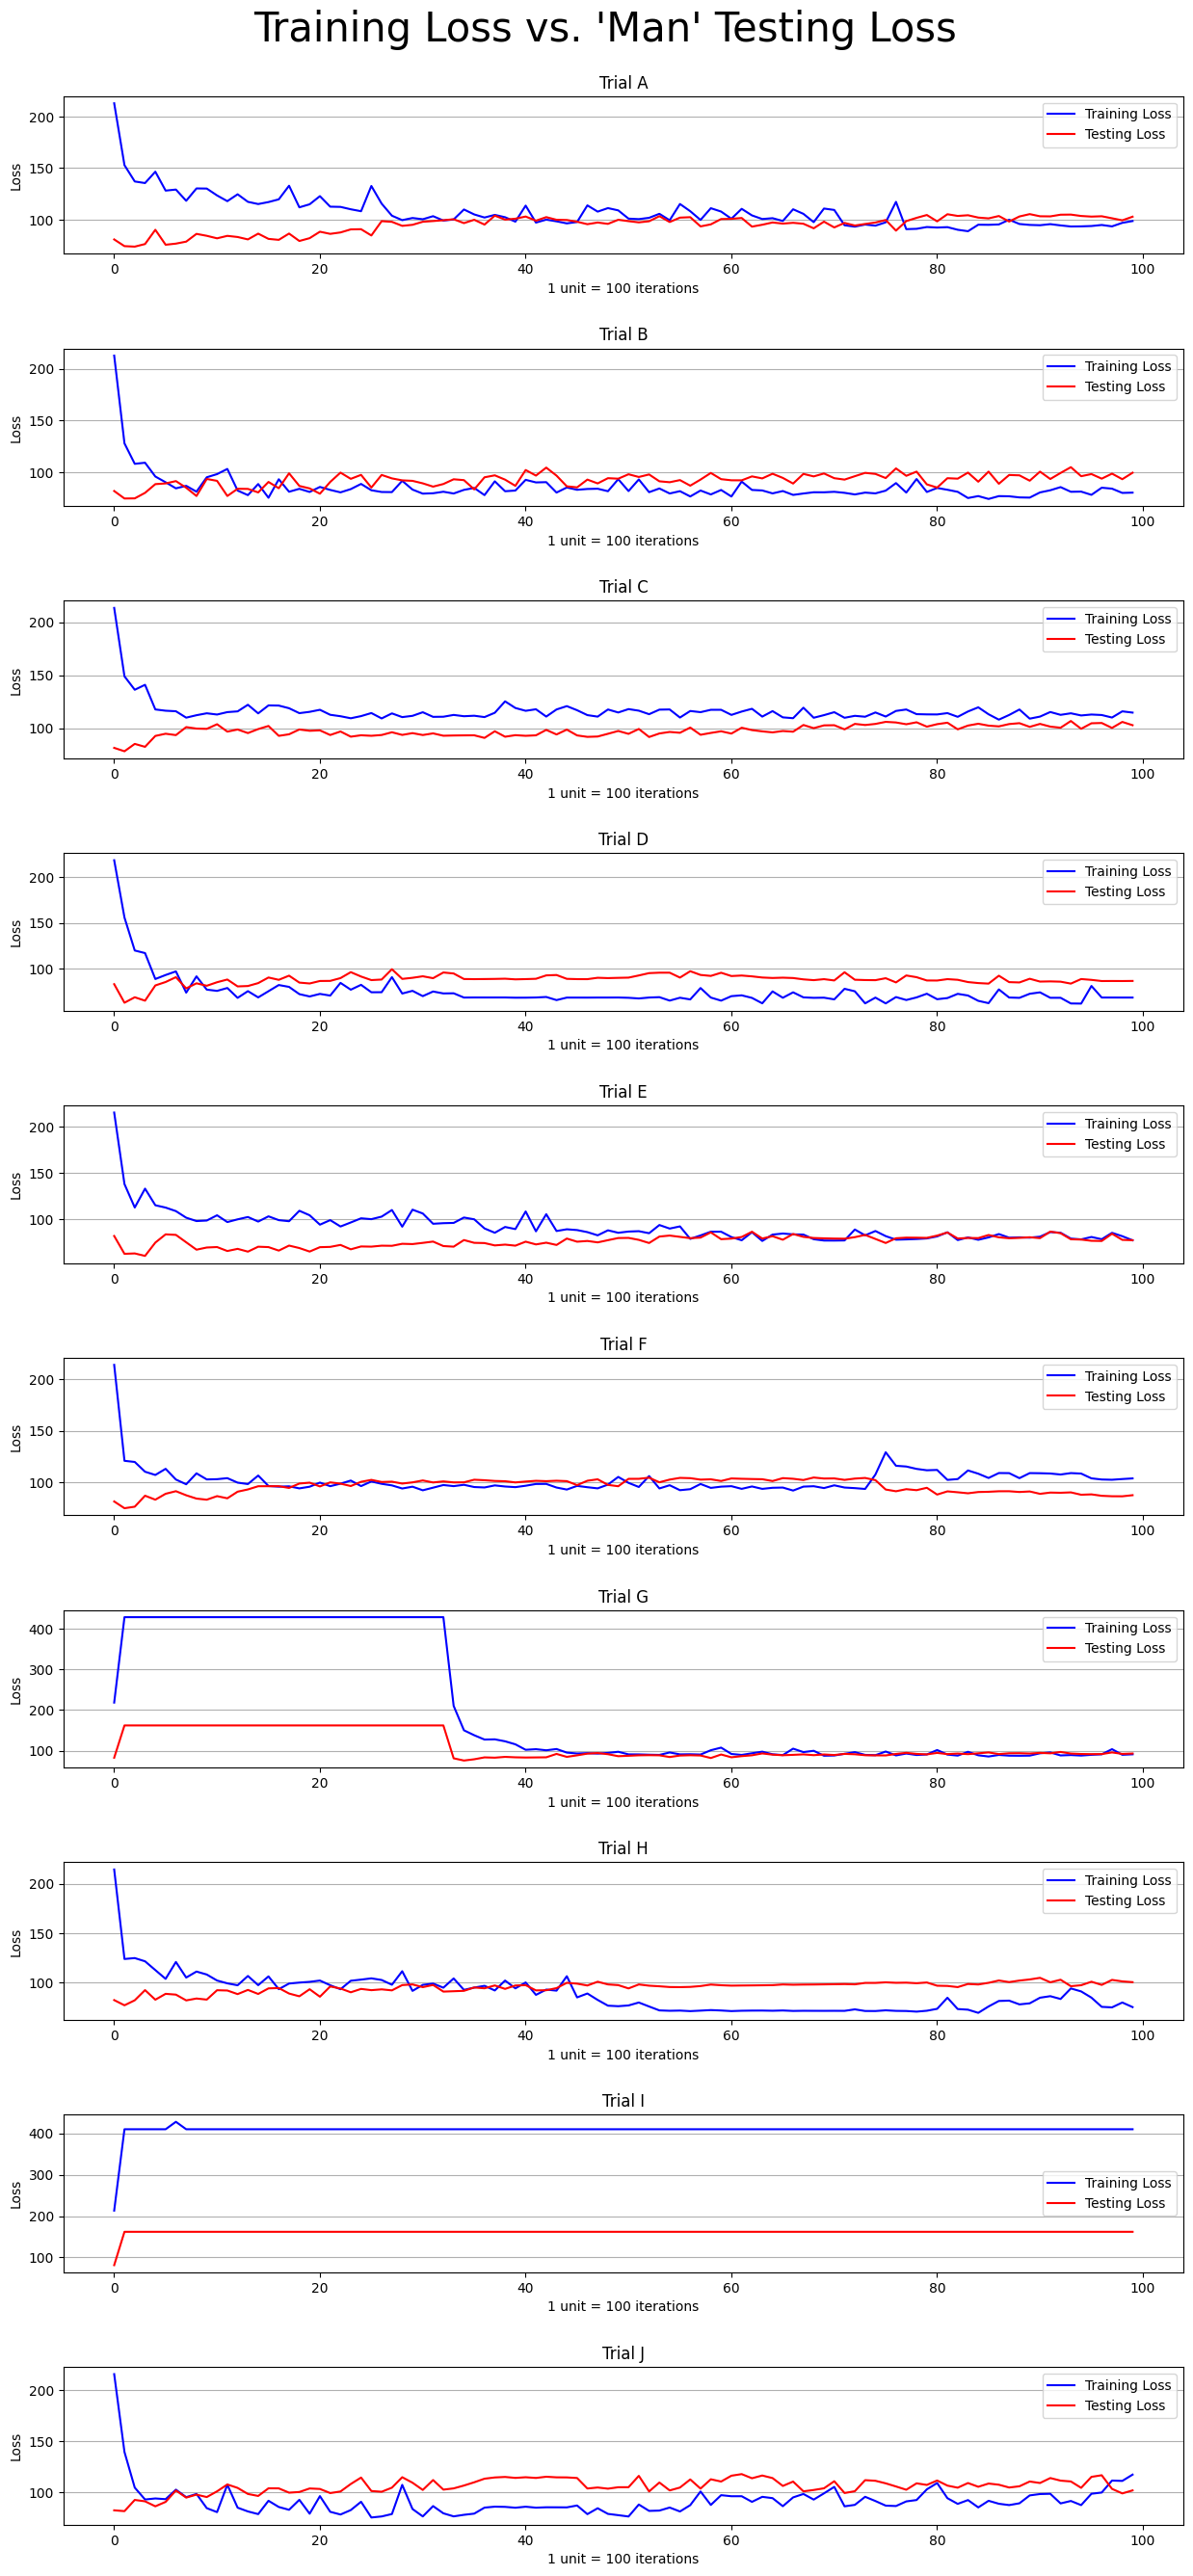 Training Loss vs. 'Man' Testing Loss
Trial A
Loss
200
150
100
Training Loss
Testing Loss
0 20 40 60 80 100
1 unit = 100 iterations
Trial B
Loss
200
150
100
Training Loss
Testing Loss
0 20 40 60 80 100
1 unit = 100 iterations
Trial C
Loss
200
150
100
Training Loss
Testing Loss
0 20 40 60 80 100
1 unit = 100 iterations
Trial D
Loss
200
150
100
Training Loss
Testing Loss
0 20 40 60 80 100
1 unit = 100 iterations
Trial E
Loss
200
150
100
Training Loss
Testing Loss
0 20 40 60 80 100
1 unit = 100 iterations
Trial F
Loss
200
150
100
Training Loss
Testing Loss
0 20 40 60 80 100
1 unit = 100 iterations
Trial G
Loss
400
300
200
100
Training Loss
Testing Loss
0 20 40 60 80 100
1 unit = 100 iterations
Trial H
Loss
200
150
100
Training Loss
Testing Loss
0 20 40 60 80 100
1 unit = 100 iterations
Trial I
Loss
400
300
200
100
Training Loss
Testing Loss
0 20 40 60 80 100
1 unit = 100 iterations
Trial J
Loss
200
150
100
Training Loss
Testing Loss
0 20 40 60 80 100
1 unit = 100 iterations